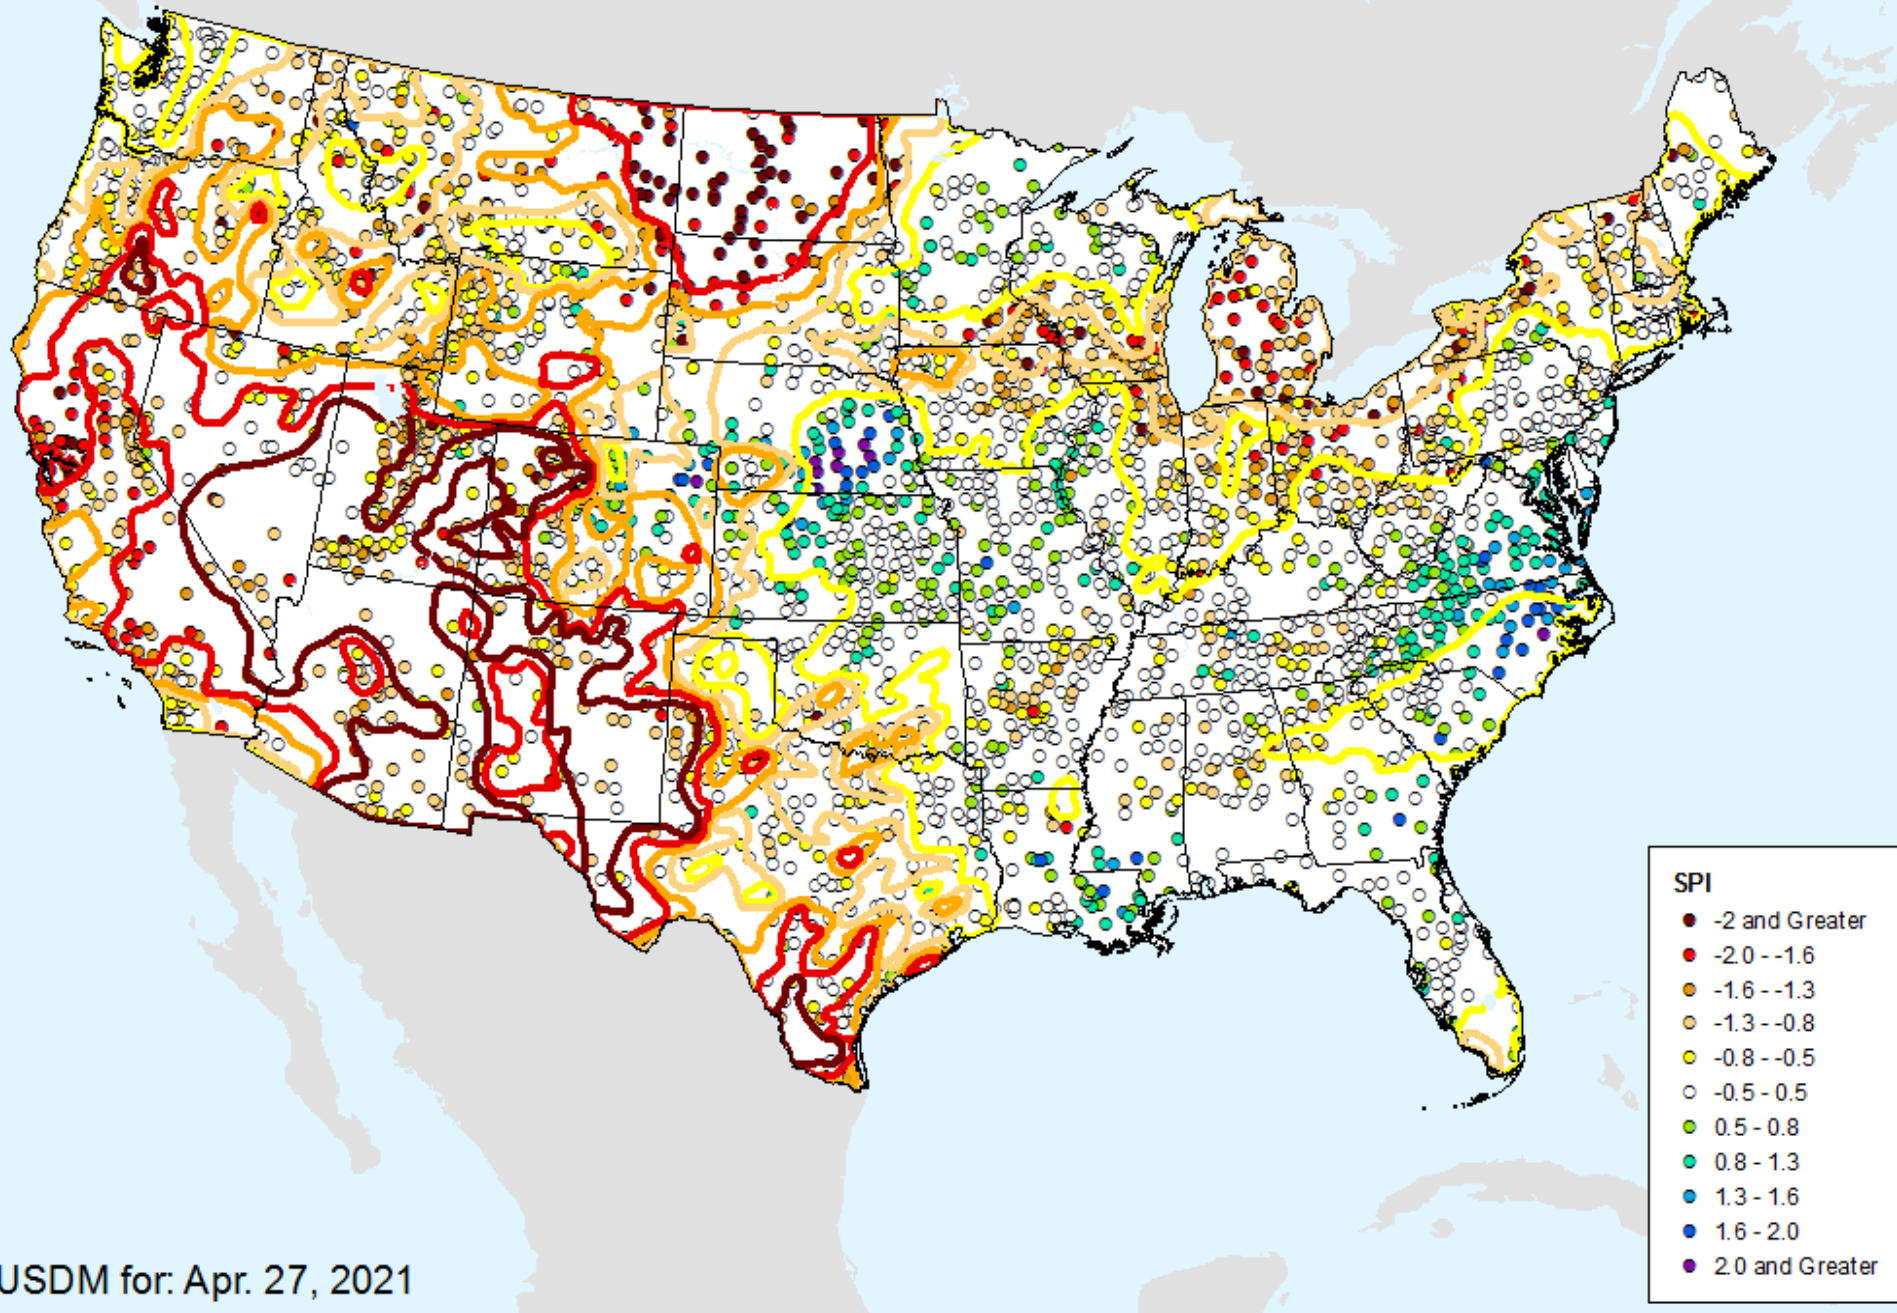 SPI
-2 and Greater
-2.0 - -1.6
-1.6 - -1.3
-1.3 - -0.8
-0.8 - -0.5
-0.5 - 0.5
0.5 - 0.8
0.8 - 1.3
1.3 - 1.6
1.6 - 2.0
2.0 and Greater
USDM for: Apr. 27, 2021